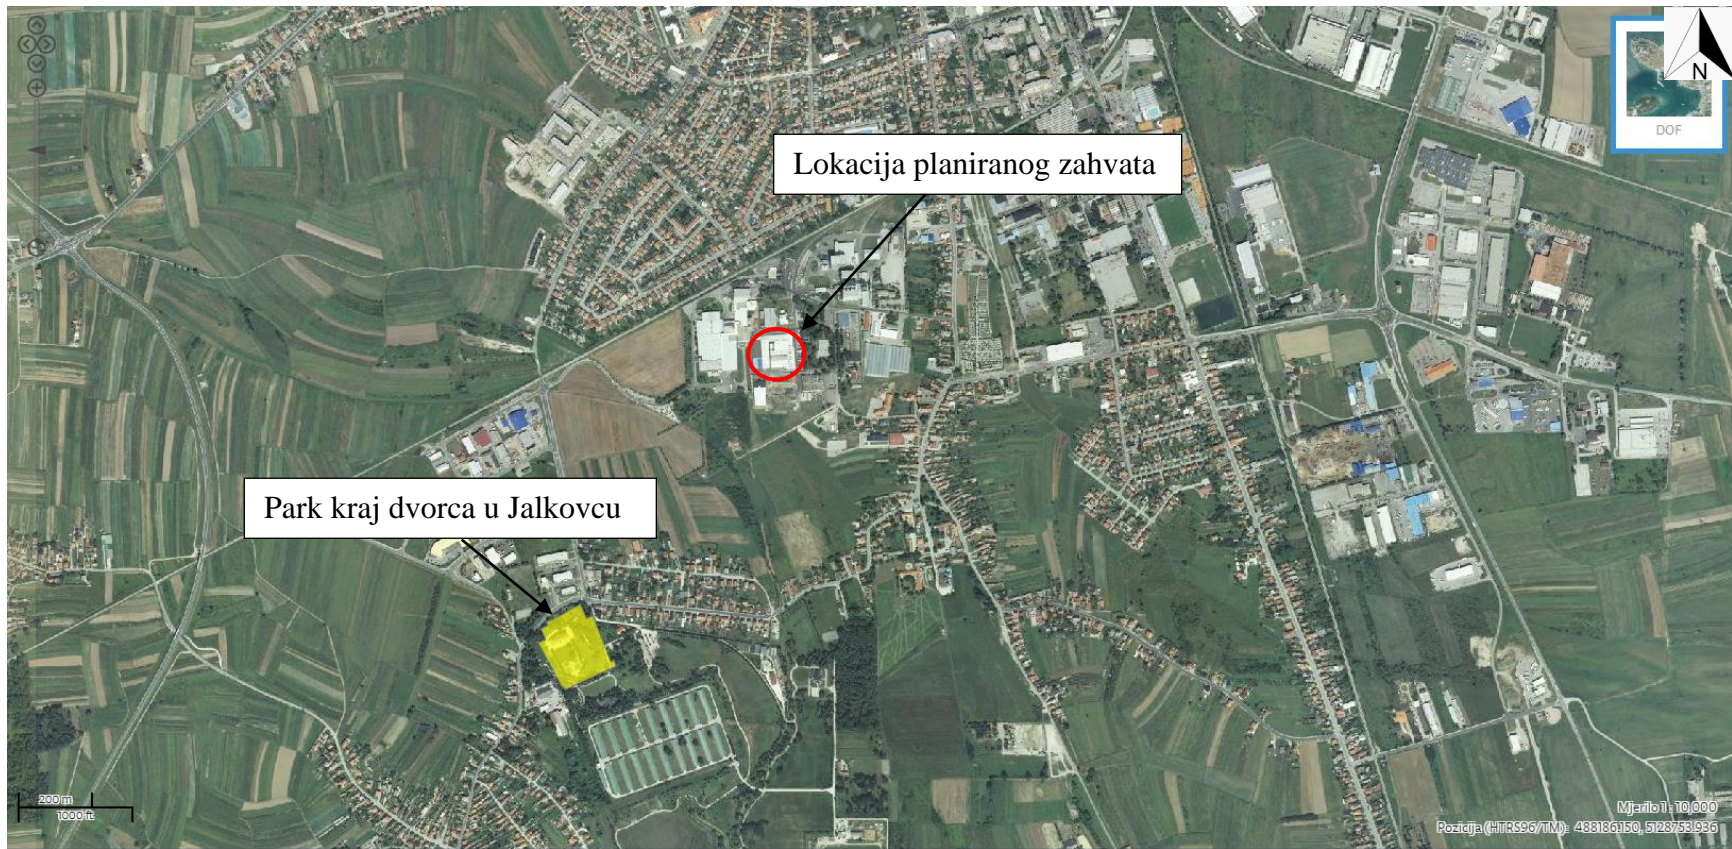 N
DOF
Lokacija planiranog zahvata
Park kraj dvorca u Jalkovcu
200 m
1000 ft
Mjerilo 1 : 10,000
Pozicija (HTRS96/TM): 488186.150, 5128753.936